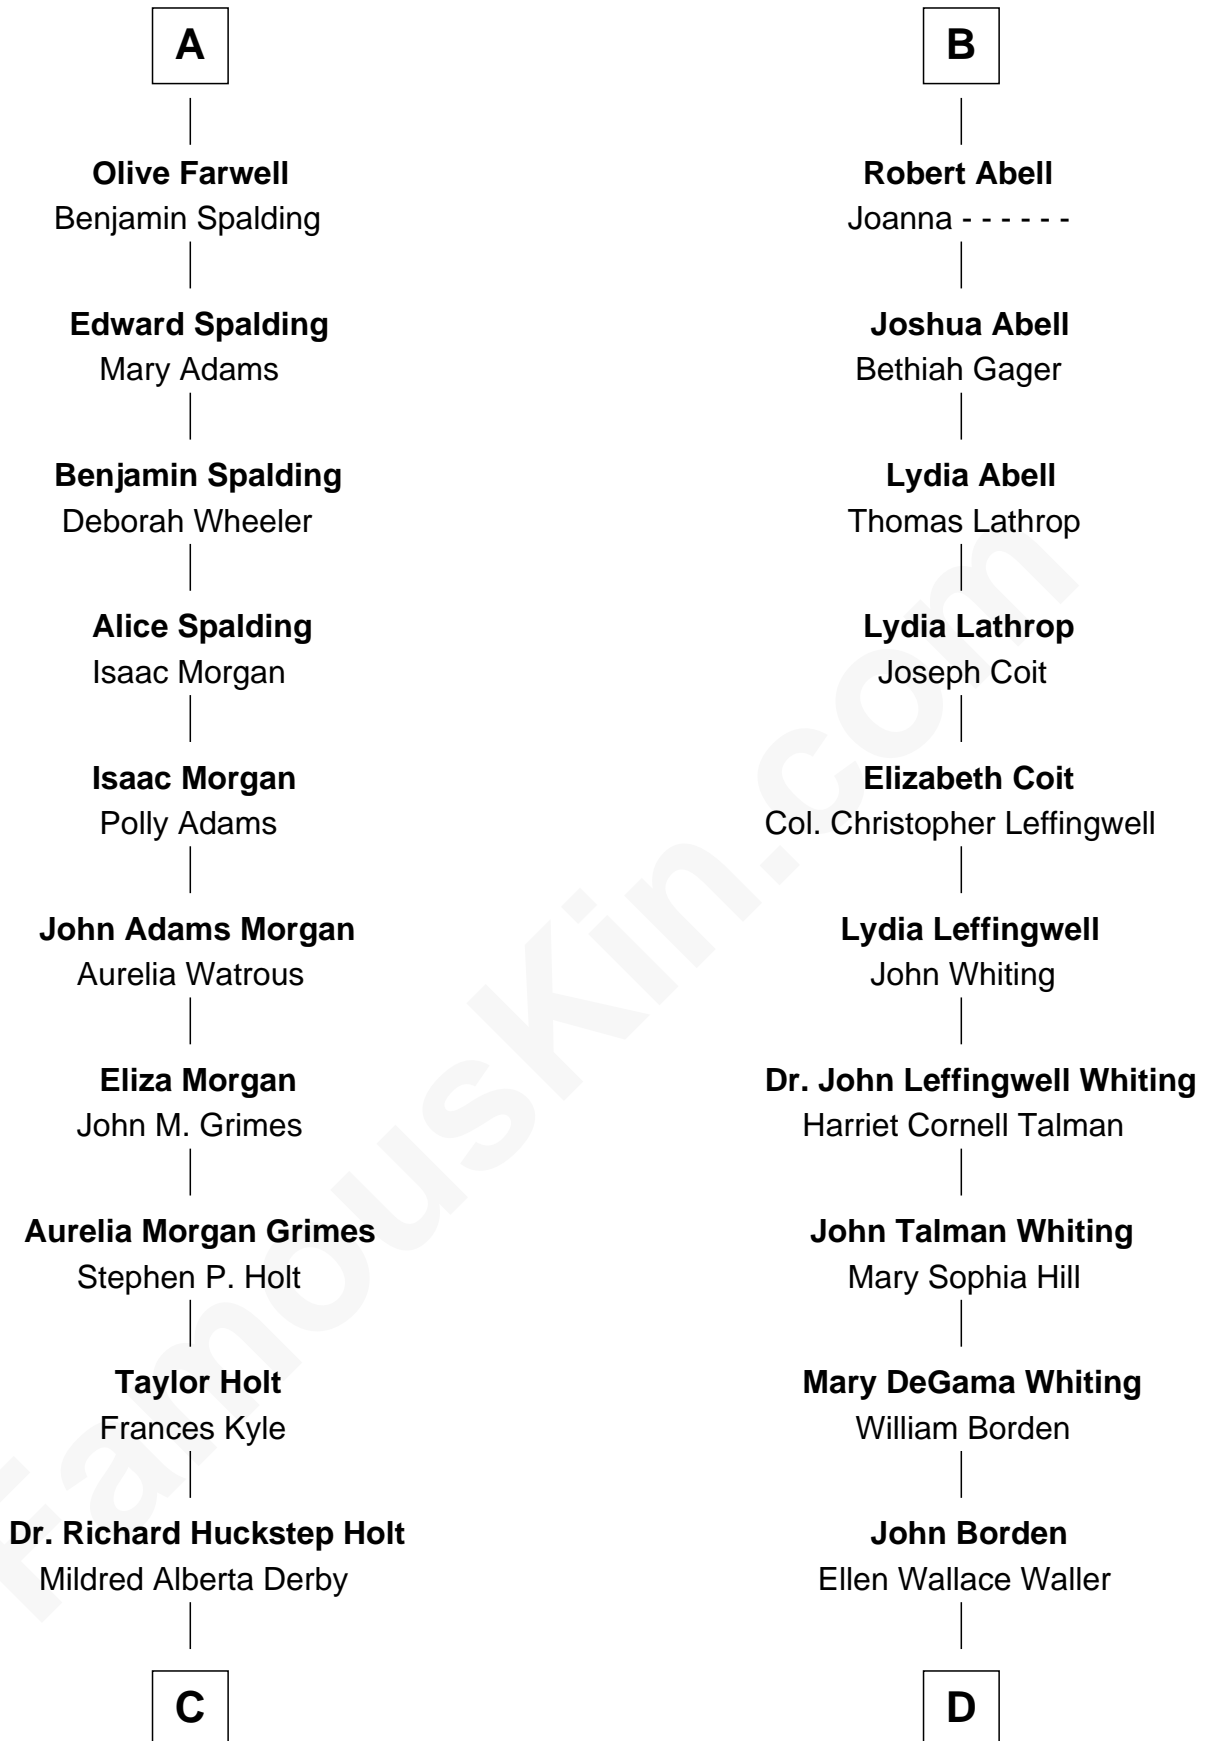 A
Olive Farwell
Benjamin Spalding
Edward Spalding
Mary Adams
Benjamin Spalding
Deborah Wheeler
Alice Spalding
Isaac Morgan
Isaac Morgan
Polly Adams
John Adams Morgan
Aurelia Watrous
Eliza Morgan
John M. Grimes
Aurelia Morgan Grimes
Stephen P. Holt
Taylor Holt
Frances Kyle
Dr. Richard Huckstep Holt
Mildred Alberta Derby
C
B
Robert Abell
Joanna - - - - - -
Joshua Abell
Bethiah Gager
Lydia Abell
Thomas Lathrop
Lydia Lathrop
Joseph Coit
Elizabeth Coit
Col. Christopher Leffingwell
Lydia Leffingwell
John Whiting
Dr. John Leffingwell Whiting
Harriet Cornell Talman
John Talman Whiting
Mary Sophia Hill
Mary DeGama Whiting
William Borden
John Borden
Ellen Wallace Waller
D
FamousKin.com